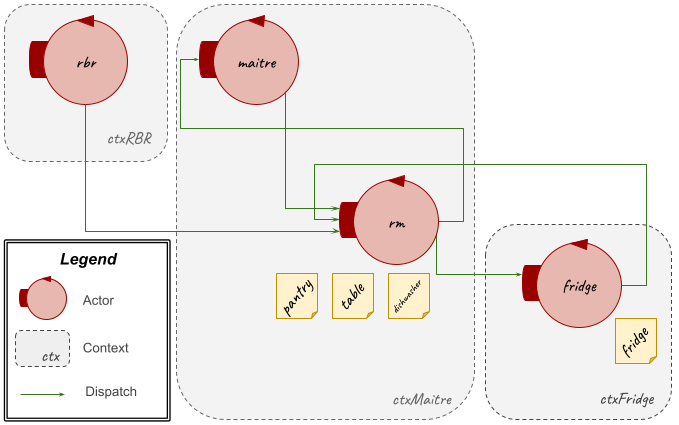 rbr
ctxRBR
maitre
rm
pantry
table
dishwasher
ctxMaitre
fridge
fridge
ctxFridge
Legend
Actor
ctx
Context
Dispatch